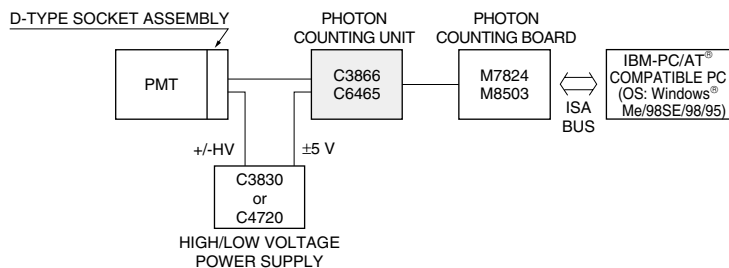 D-TYPE SOCKET ASSEMBLY
PMT
PHOTON
COUNTING UNIT
C3866
C6465
PHOTON
COUNTING BOARD
M7824
M8503
ISA
BUS
IBM-PC/AT®
COMPATIBLE PC
(OS: Windows®
Me/98SE/98/95)
+/-HV
±5 V
C3830
or
C4720
HIGH/LOW VOLTAGE
POWER SUPPLY